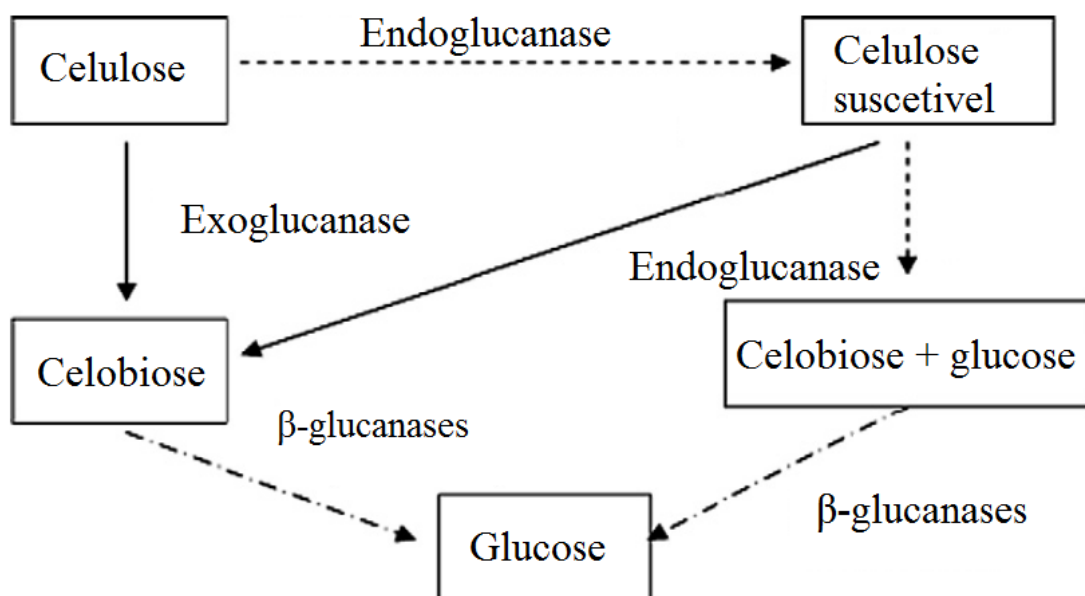 Endoglucanase
Celulose
Celulose
suscetivel
Exoglucanase
Endoglucanase
Celobiose
Celobiose + glucose
β-glucanases
β-glucanases
Glucose